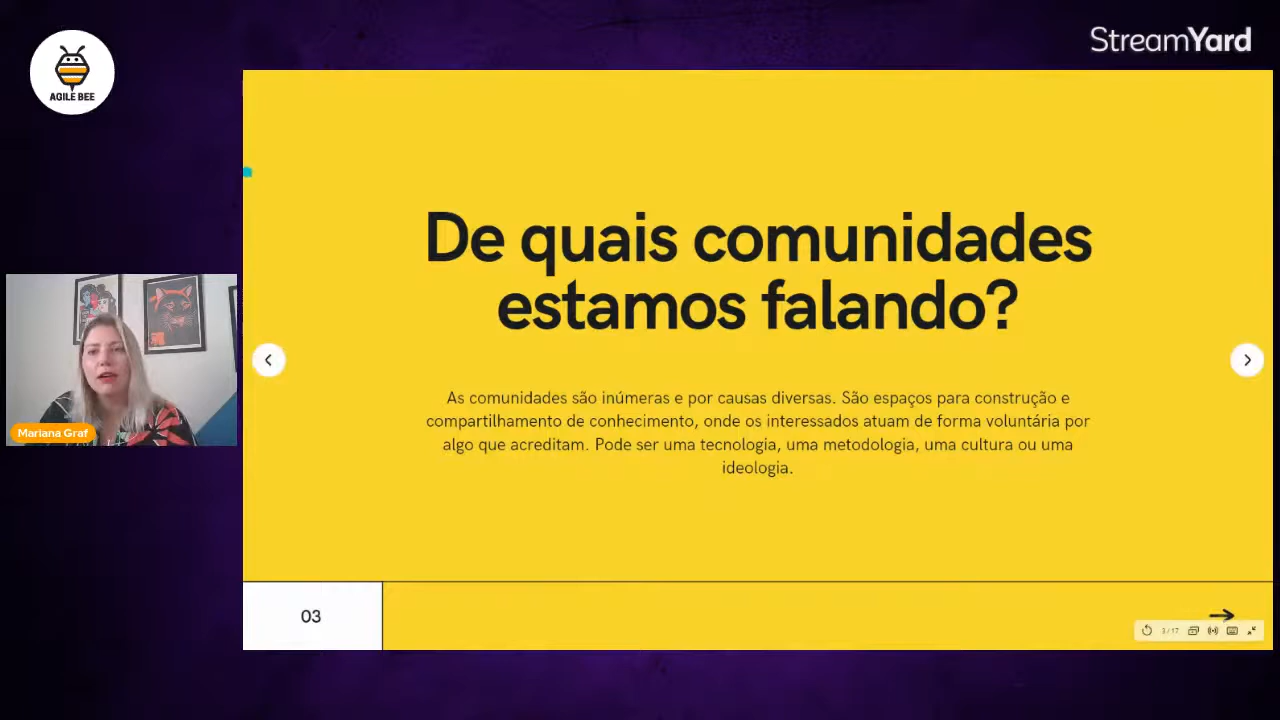 AGILE BEE
StreamYard
De quais comunidades
estamos falando?
As comunidades são inúmeras e por causas diversas. São espaços para construção e
compartilhamento de conhecimento, onde os interessados atuam de forma voluntária por
algo que acreditam. Pode ser uma tecnologia, uma metodologia, uma cultura ou uma
ideologia.
Mariana Graf
03
3 / 17